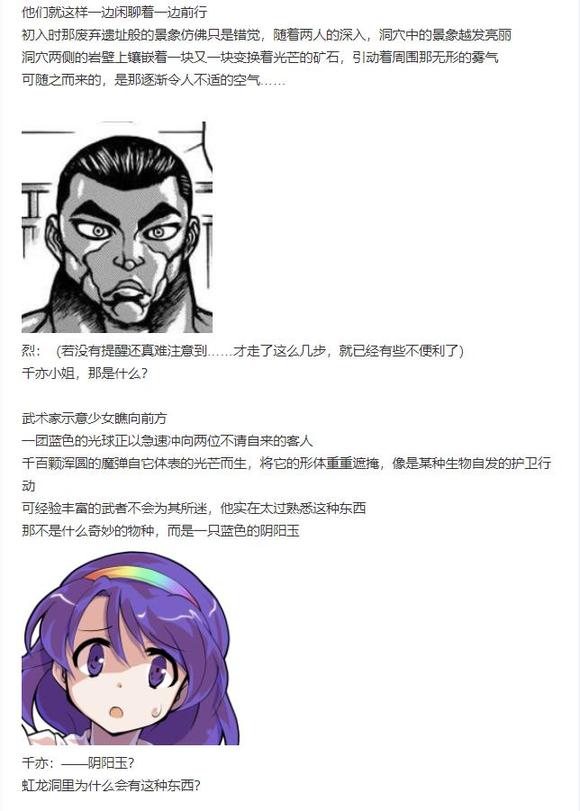 他们就这样一边闲聊着一边前行
初入时那废弃遗址般的景象仿佛只是错觉，随着两人的深入，洞穴中的景象越发亮丽
洞穴两侧的岩壁上镶嵌着一块又一块变换着光芒的矿石，引动着周围那无形的雾气
可随之而来的，是那逐渐令人不适的空气……
烈：（若没有提醒还真难注意到……才走了这么几步，就已经有些不便利了）
千亦小姐，那是什么？
武术家示意少女瞧向前方
一团蓝色的光球正以急速冲向两位不请自来的客人
千百颗浑圆的魔弹自它体表的光芒而生，将它的形体重重遮掩，像是某种生物自发的护卫行
动
可经验丰富的武者不会为其所迷，他实在太过熟悉这种东西
那不是什么奇妙的物种，而是一只蓝色的阴阳玉
千亦：——阴阳玉？
虹龙洞里为什么会有这种东西？